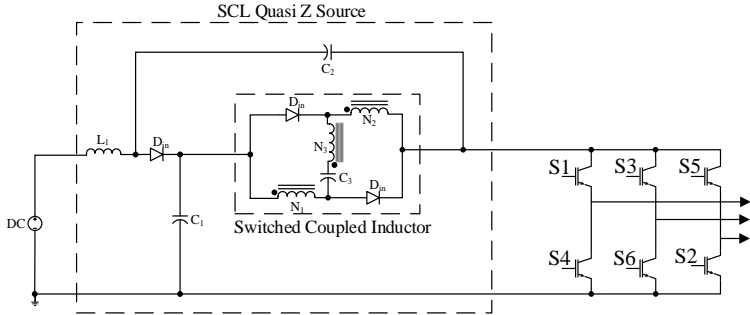 SCL Quasi Z Source
C2
Din
N2
L1
Din
N3
S1
S3
S5
C3
Din
N1
DC
C1
Switched Coupled Inductor
S4
S6
S2